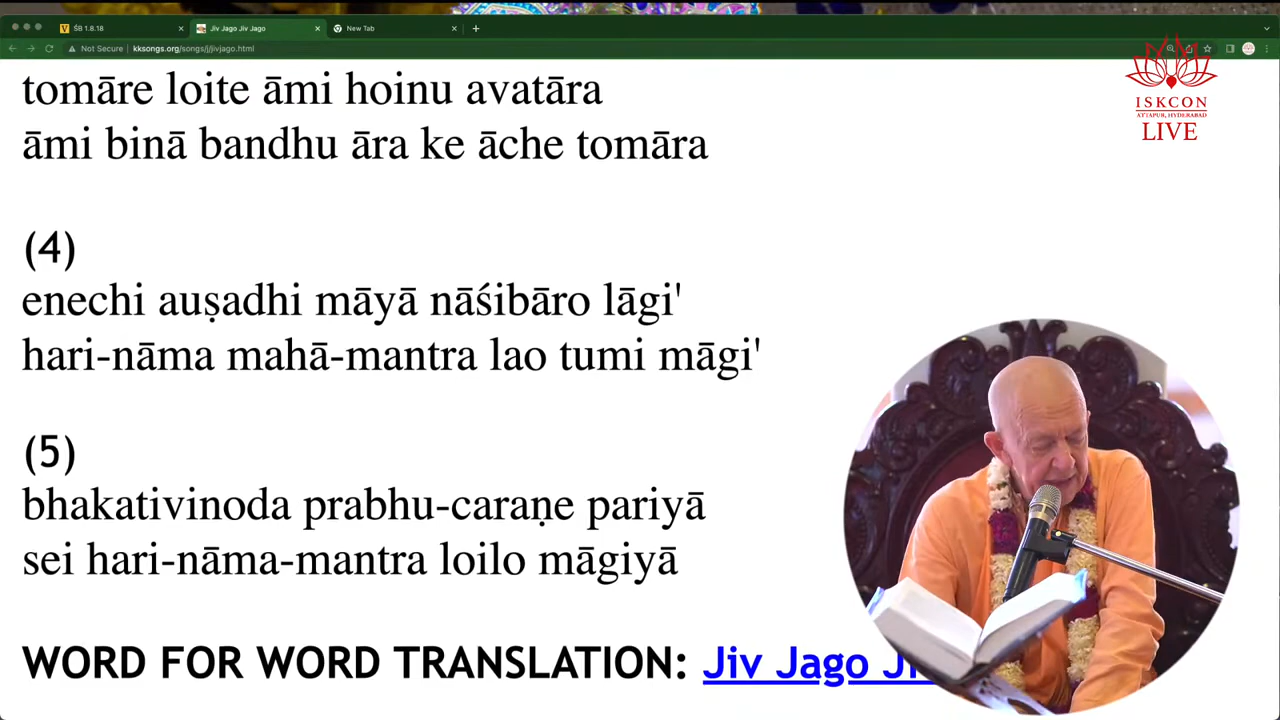 ŚB 1.8.18
Jiv Jago Jiv Jago
New Tab
Not Secure
kksongs.org/songs/j/jivjago.html
tomāre loite āmi hoinu avatāra
āmi binā bandhu āra ke āche tomāra
(4)
enechi auṣadhi māyā nāśibāro lāgi'
hari-nāma mahā-mantra lao tumi māgi'
(5)
bhakativinoda prabhu-caraṇe pariyā
sei hari-nāma-mantra loilo māgiyā
WORD FOR WORD TRANSLATION: Jiv Jago
ISKCON
ATTAPUR, HYDERABAD
LIVE